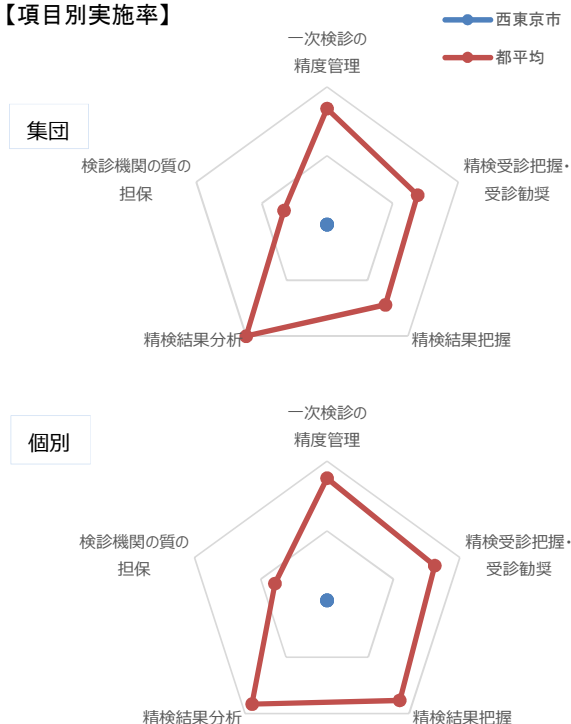 【項目別実施率】
西東京市
都平均
集団
一次検診の
精度管理
精検受診把握・
受診勧奨
精検結果把握
精検結果分析
検診機関の質の
担保
個別
一次検診の
精度管理
精検受診把握・
受診勧奨
精検結果把握
精検結果分析
検診機関の質の
担保